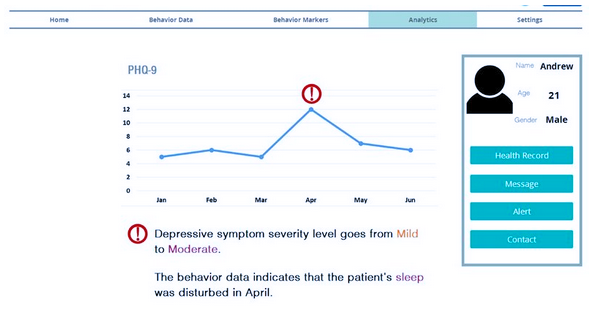 Home Behavior Data Behavior Markers Analytics Settings
PHQ-9
14
12
10
8
6
4
2
0
Jan Feb Mar Apr May Jun
Depressive symptom severity level goes from Mild
to Moderate.
The behavior data indicates that the patient's sleep
was disturbed in April.
Name Andrew
Age 21
Gender Male
Health Record
Message
Alert
Contact